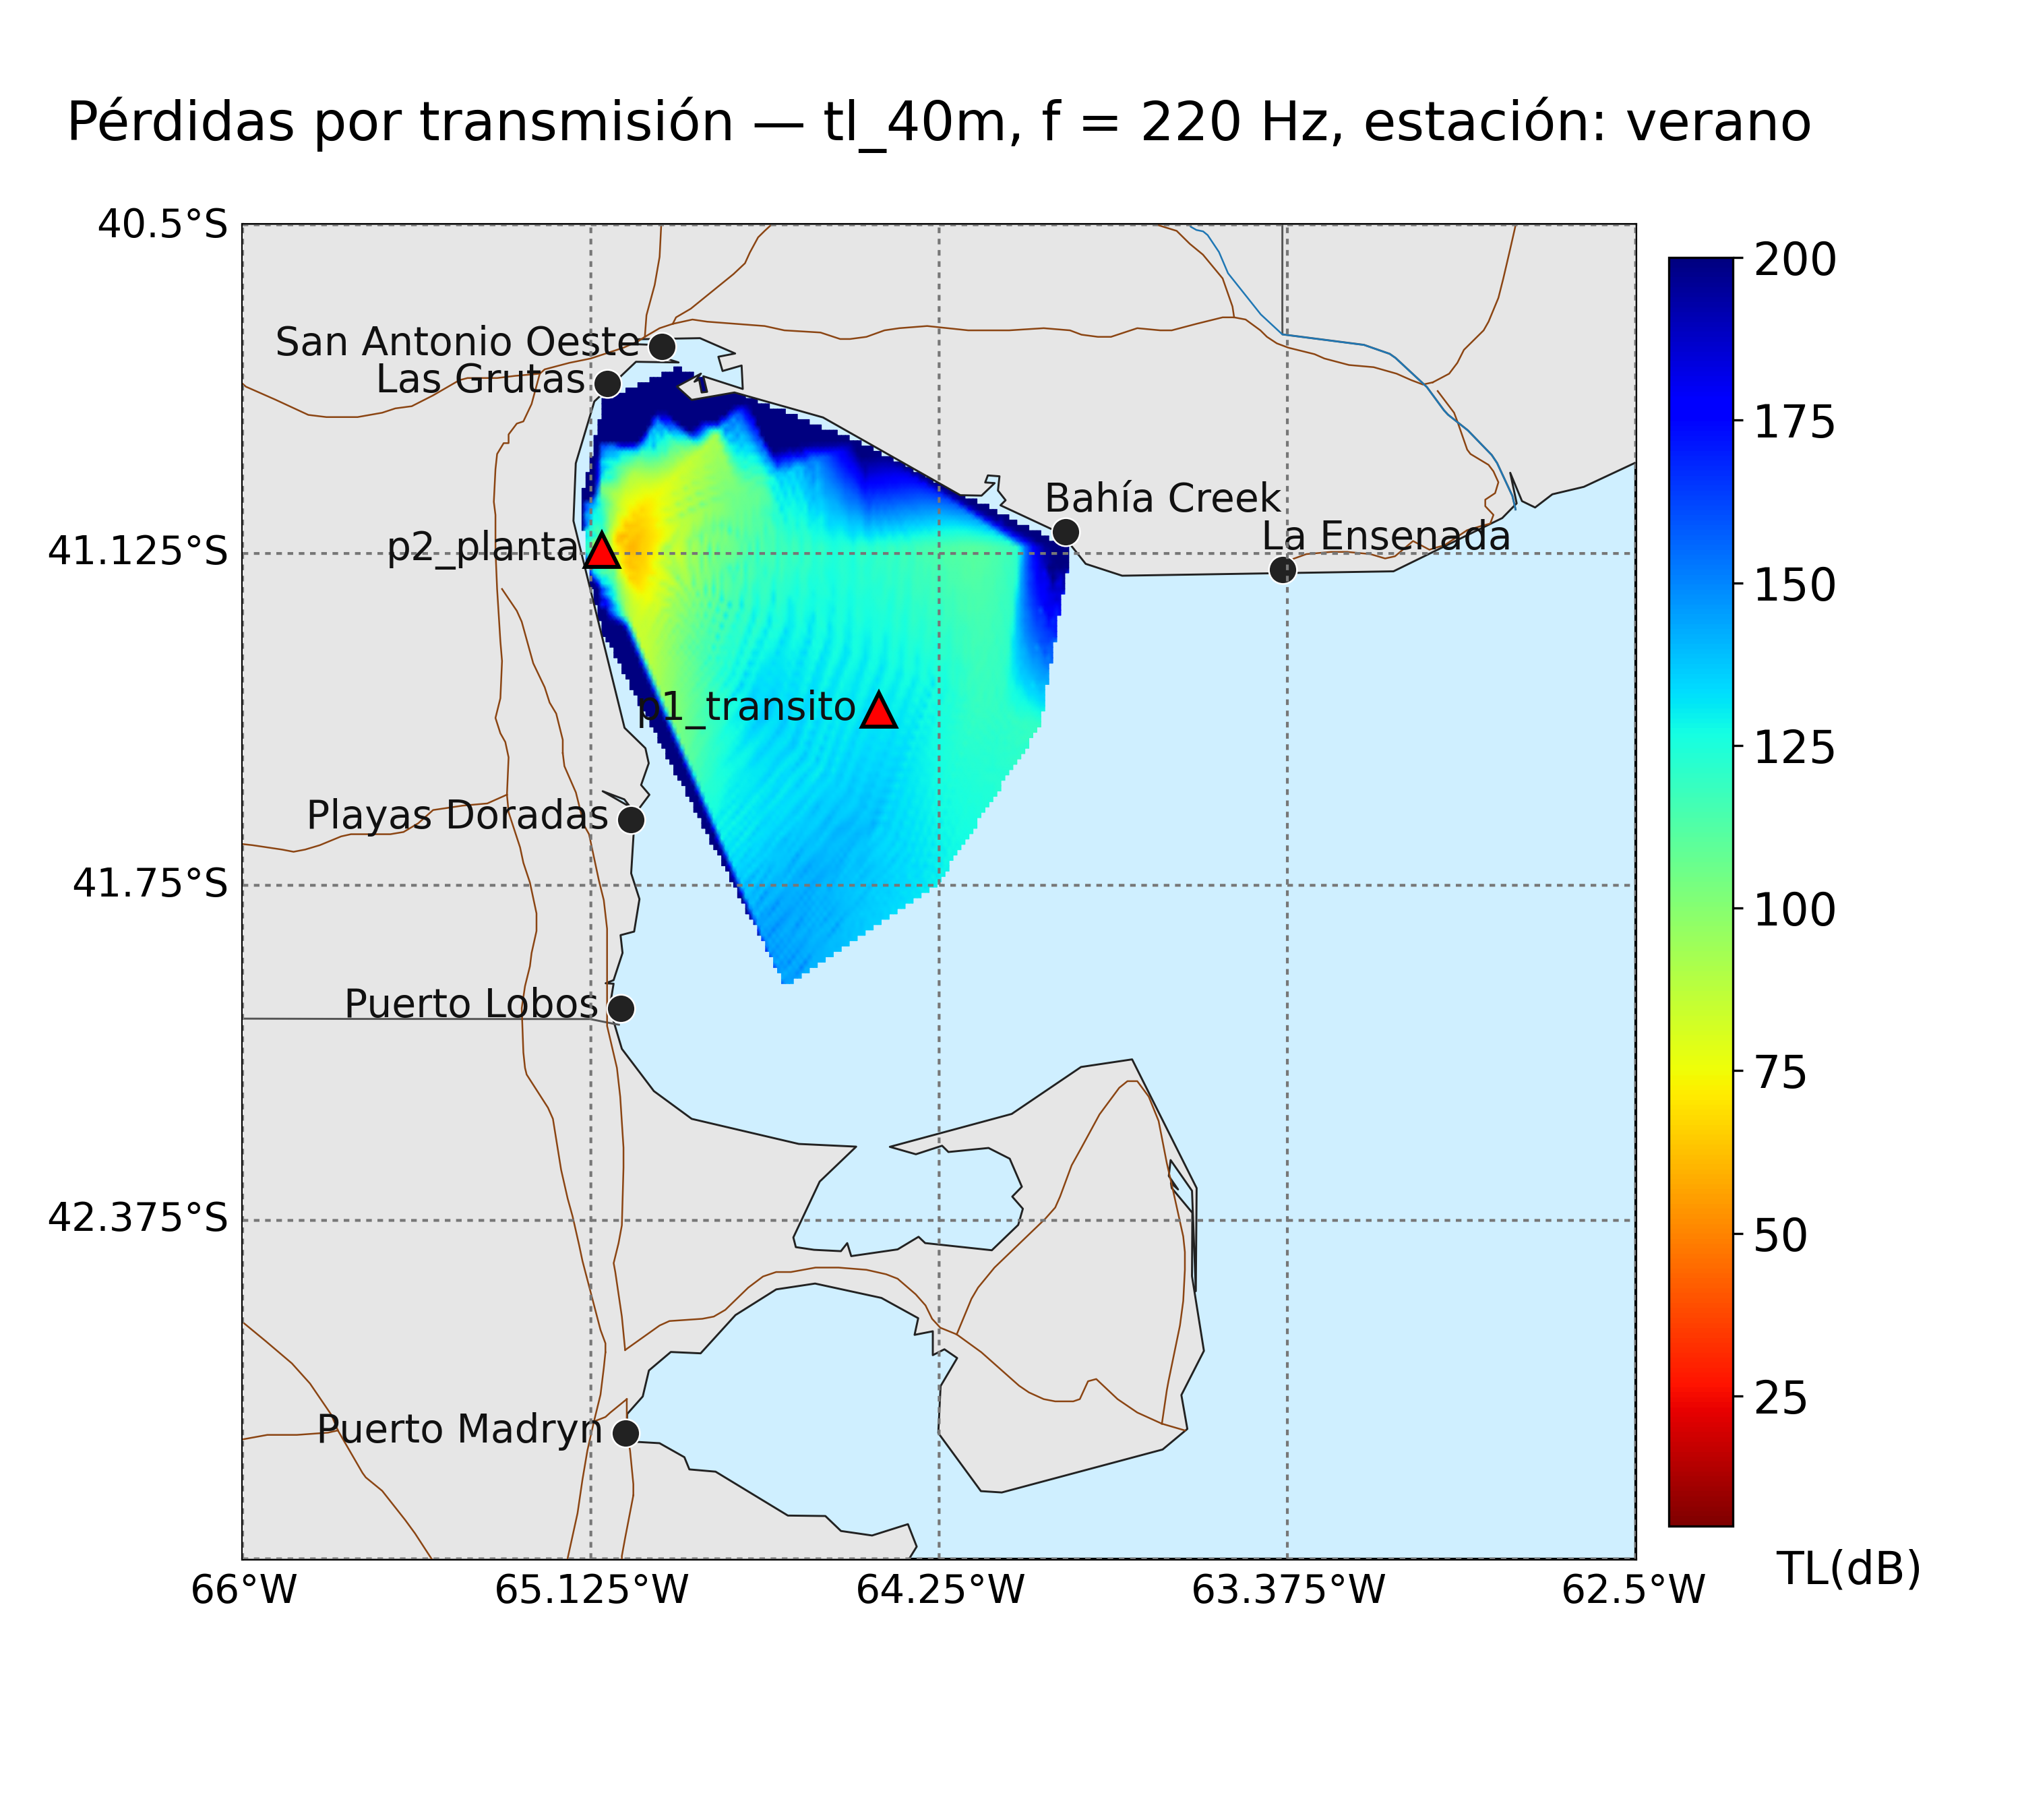 Pérdidas por transmisión — tl_40m, f = 220 Hz, estación: verano
40.5°S
200
San Antonio Oeste
Las Grutas
175
Bahía Creek
La Ensenada
p2_planta
41.125°S
150
p1_transito
125
Playas Doradas
41.75°S
100
Puerto Lobos
75
42.375°S
50
25
Puerto Madryn
TL(dB)
66°W
65.125°W
64.25°W
63.375°W
62.5°W